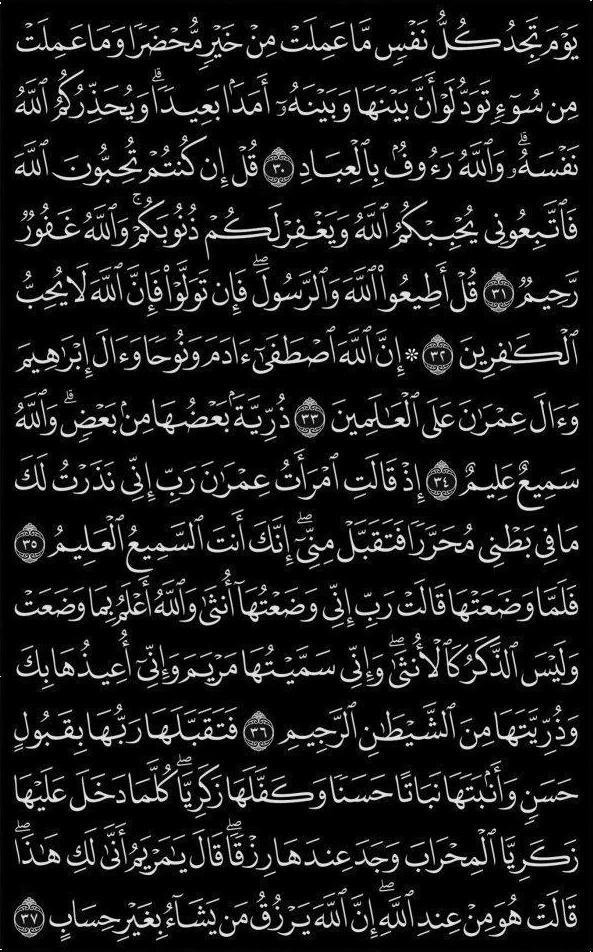 يَوْمَ تَجِدُ كُلُّ نَفْسٍ مَّا عَمِلَتْ مِنْ خَيْرٍ مُّحْضَرًا وَمَا عَمِلَتْ
مِن سُوٓءٍ تَوَدُّ لَوْ أَنَّ بَيْنَهَا وَبَيْنَهُۥٓ أَمَدًۢا بَعِيدًاۗ وَيُحَذِّرُكُمُ ٱللَّهُ
نَفْسَهُۥۗ وَٱللَّهُ رَءُوفٌۢ بِٱلْعِبَادِ ٣٠ قُلْ إِن كُنتُمْ تُحِبُّونَ ٱللَّهَ
فَٱتَّبِعُونِى يُحْبِبْكُمُ ٱللَّهُ وَيَغْفِرْ لَكُمْ ذُنُوبَكُمْۚ وَٱللَّهُ غَفُورٌ
رَّحِيمٌ ٣١ قُلْ أَطِيعُوا۟ ٱللَّهَ وَٱلرَّسُولَۖ فَإِن تَوَلَّوْا۟ فَإِنَّ ٱللَّهَ لَا يُحِبُّ
ٱلْكَٰفِرِينَ ٣٢ * إِنَّ ٱللَّهَ ٱصْطَفَىٰٓ ءَادَمَ وَنُوحًا وَءَالَ إِبْرَٰهِيمَ
وَءَالَ عِمْرَٰنَ عَلَى ٱلْعَٰلَمِينَ ٣٣ ذُرِّيَّةًۢ بَعْضُهَا مِنۢ بَعْضٍۗ وَٱللَّهُ
سَمِيعٌ عَلِيمٌ ٣٤ إِذْ قَالَتِ ٱمْرَأَتُ عِمْرَٰنَ رَبِّ إِنِّى نَذَرْتُ لَكَ
مَا فِى بَطْنِى مُحَرَّرًا فَتَقَبَّلْ مِنِّىٓۖ إِنَّكَ أَنتَ ٱلسَّمِيعُ ٱلْعَلِيمُ ٣٥
فَلَمَّا وَضَعَتْهَا قَالَتْ رَبِّ إِنِّى وَضَعْتُهَآ أُنثَىٰ وَٱللَّهُ أَعْلَمُ بِمَا وَضَعَتْ
وَلَيْسَ ٱلذَّكَرُ كَٱلْأُنثَىٰۖ وَإِنِّى سَمَّيْتُهَا مَرْيَمَ وَإِنِّىٓ أُعِيذُهَا بِكَ
وَذُرِّيَّتَهَا مِنَ ٱلشَّيْطَٰنِ ٱلرَّجِيمِ ٣٦ فَتَقَبَّلَهَا رَبُّهَا بِقَبُولٍ
حَسَنٍ وَأَنۢبَتَهَا نَبَاتًا حَسَنًا وَكَفَّلَهَا زَكَرِيَّاۖ كُلَّمَا دَخَلَ عَلَيْهَا
زَكَرِيَّا ٱلْمِحْرَابَ وَجَدَ عِندَهَا رِزْقًاۖ قَالَ يَٰمَرْيَمُ أَنَّىٰ لَكِ هَٰذَاۖ
قَالَتْ هُوَ مِنْ عِندِ ٱللَّهِۖ إِنَّ ٱللَّهَ يَرْزُقُ مَن يَشَآءُ بِغَيْرِ حِسَابٍ ٣٧